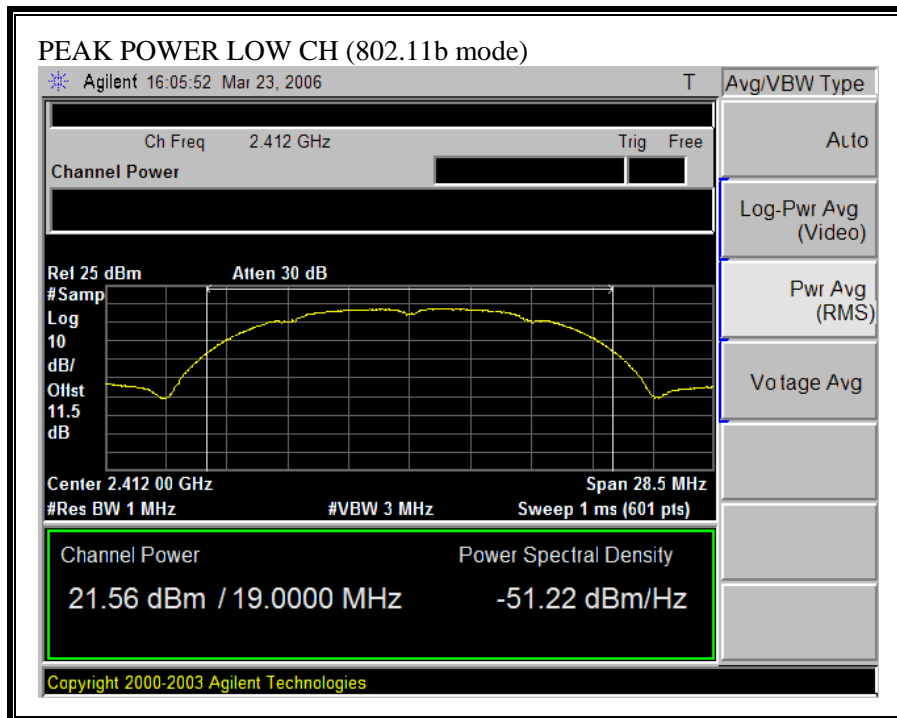 PEAK POWER LOW CH (802.11b mode)
Agilent 16:05:52 Mar 23, 2006 T
Avg/VBW Type
Ch Freq 2.412 GHz Trig Free
Channel Power
Auto
Log-Pwr Avg
(Video)
Pwr Avg
(RMS)
Vo tage Avg
Ref 25 dBm Atten 30 dB
#Samp
Log
10
dB/
Offst
11.5
dB
Center 2.412 00 GHz Span 28.5 MHz
#Res BW 1 MHz #VBW 3 MHz Sweep 1 ms (601 pts)
Channel Power Power Spectral Density
21.56 dBm / 19.0000 MHz -51.22 dBm/Hz
Copyright 2000-2003 Agilent Technologies